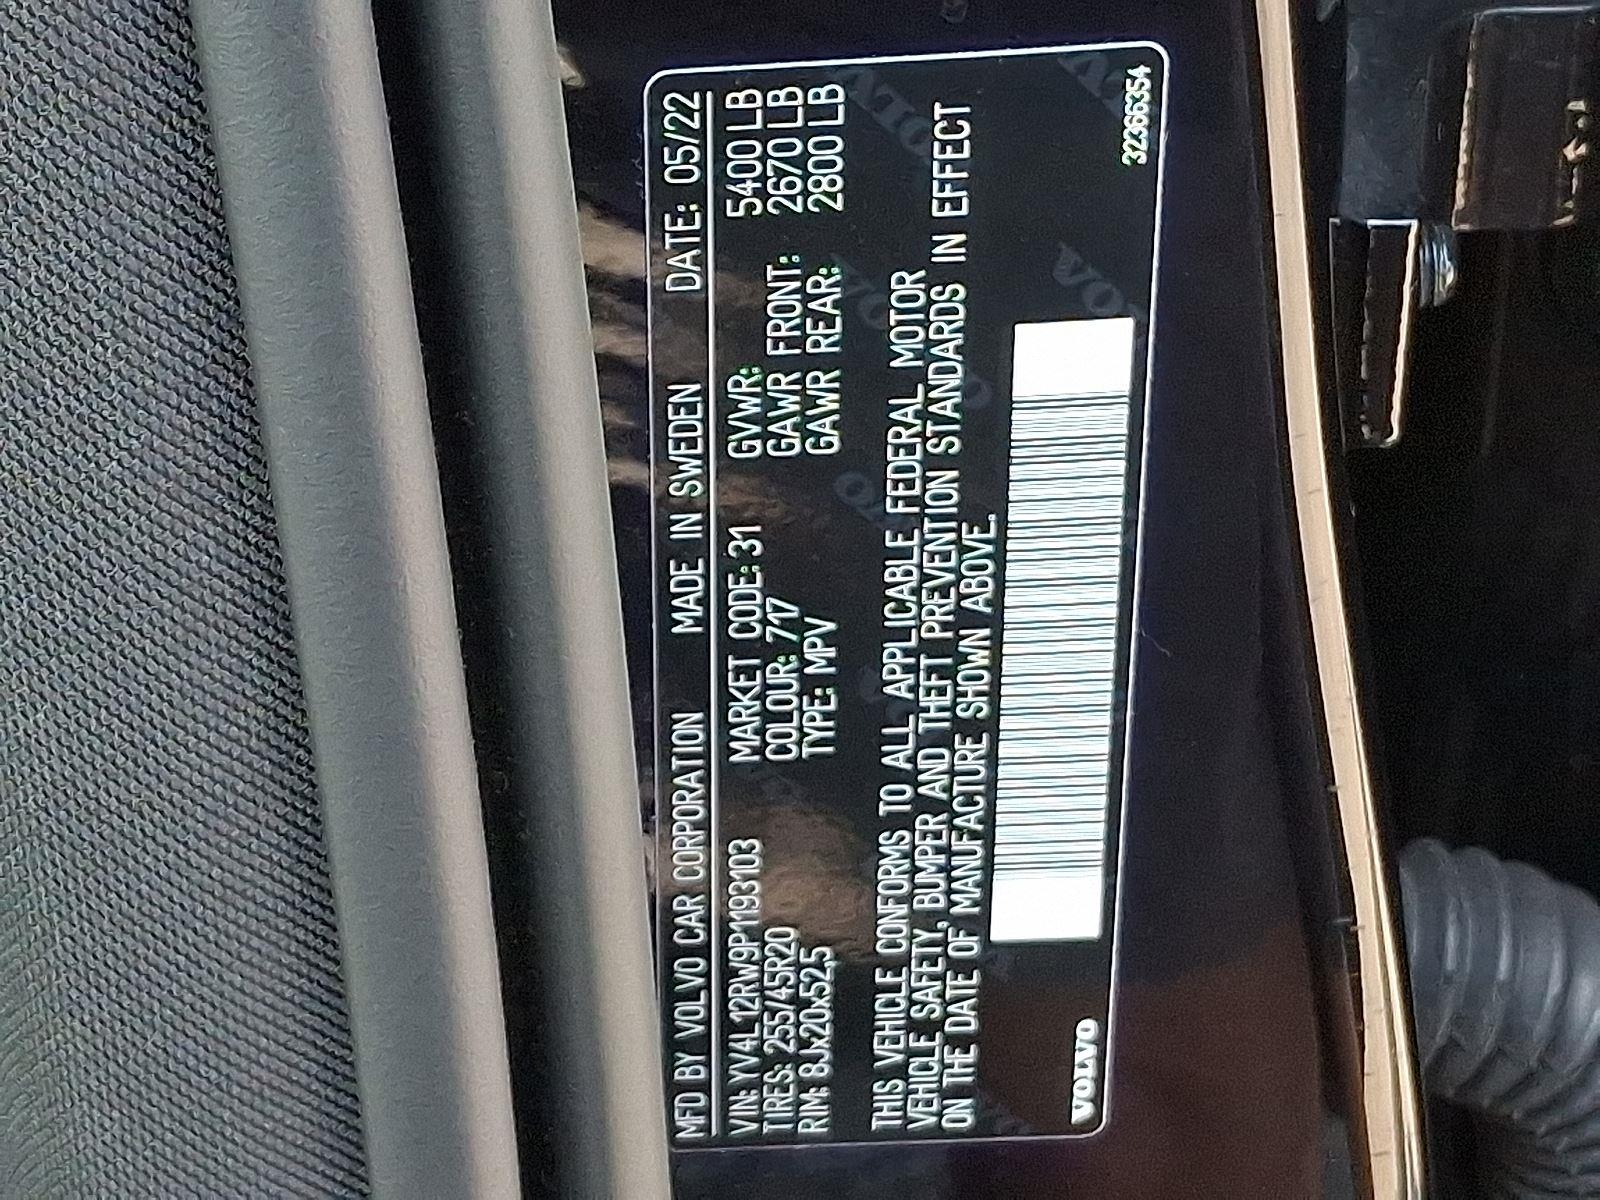 MFD BY VOLVO CAR CORPORATION MADE IN SWEDEN DATE: 05/22
VIN: YV4L12RW9P1193103 MARKET CODE: 31 GVWR: 5400 LB
TIRES: 255/45R20 COLOUR: 717 GAWR FRONT: 2670 LB
RIM: 8Jx20x52,5 TYPE: MPV GAWR REAR: 2800 LB
THIS VEHICLE CONFORMS TO ALL APPLICABLE FEDERAL MOTOR
VEHICLE SAFETY, BUMPER AND THEFT PREVENTION STANDARDS IN EFFECT
ON THE DATE OF MANUFACTURE SHOWN ABOVE.
VOLVO 32366354